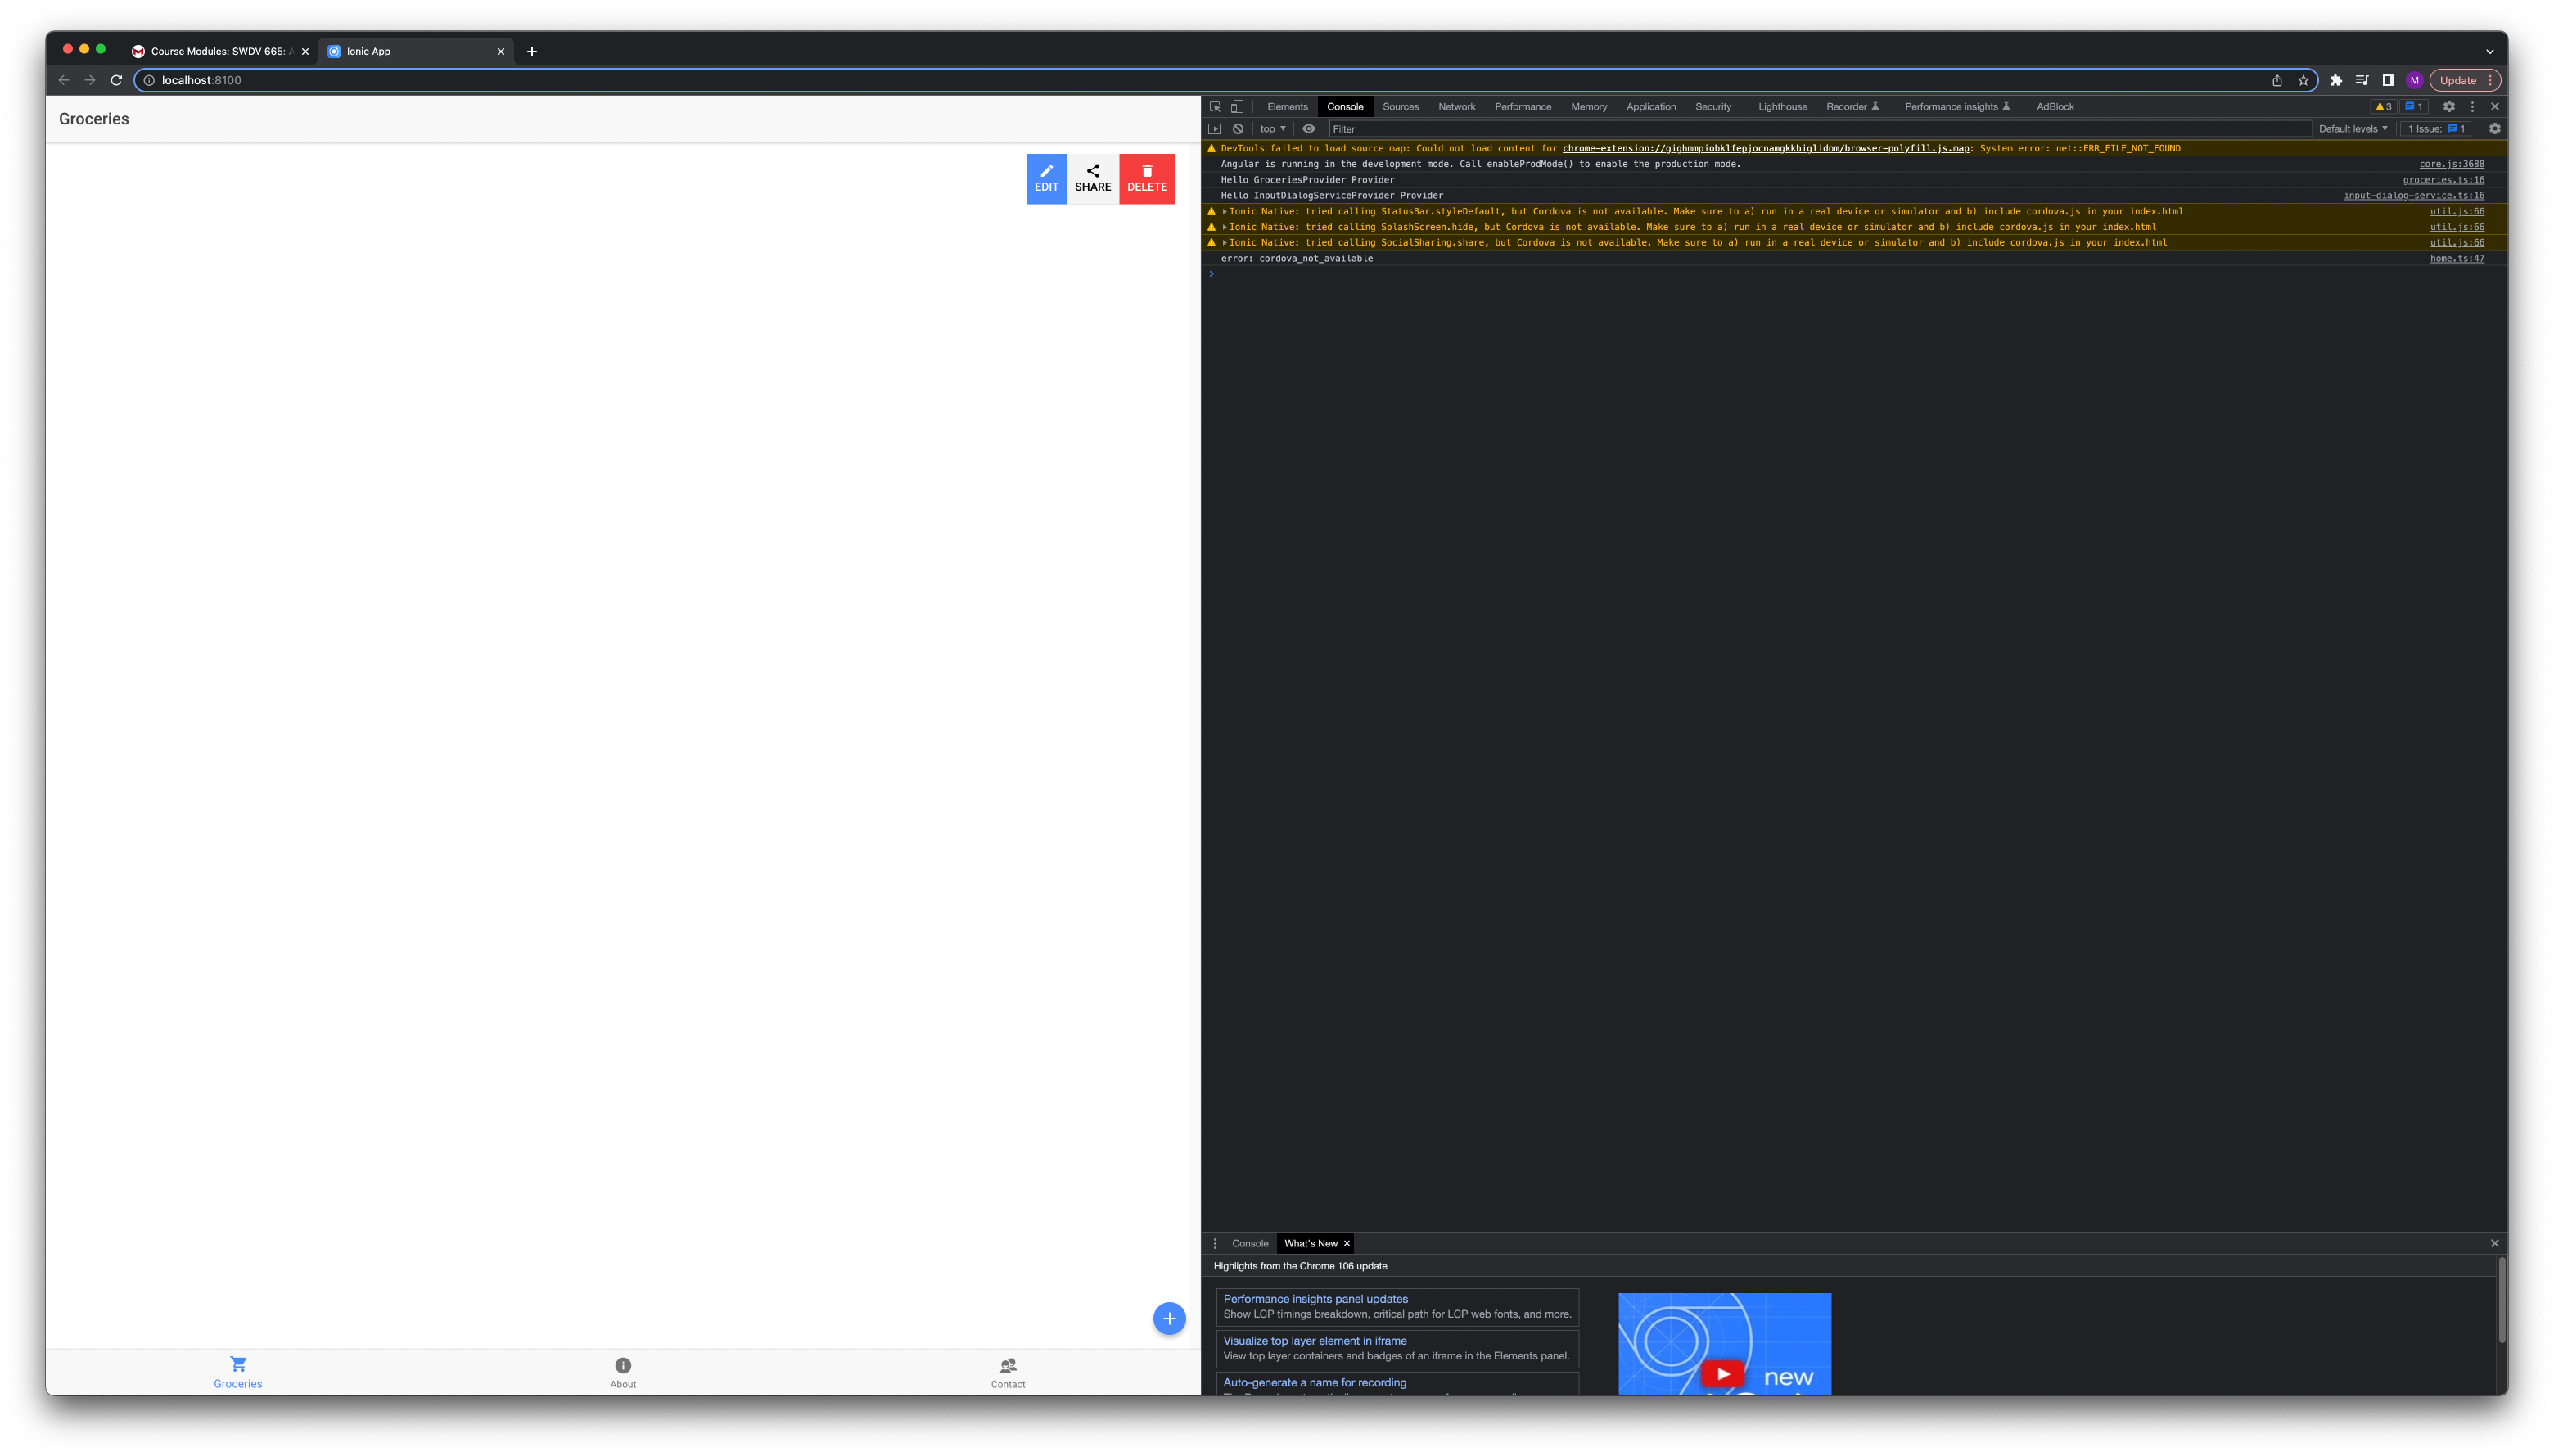 Course Modules: SWDV 665: A
Ionic App
localhost:8100
M
Update
Groceries
EDIT
SHARE
DELETE
Groceries
About
Contact
Elements
Console
Sources
Network
Performance
Memory
Application
Security
Lighthouse
Recorder
Performance insights
AdBlock
3
1
top
Filter
Default levels
1 Issue: 1
DevTools failed to load source map: Could not load content for chrome-extension://gighmmpiobklfepjocnamgkkbiglidom/browser-polyfill.js.map: System error: net::ERR_FILE_NOT_FOUND
Angular is running in the development mode. Call enableProdMode() to enable the production mode. core.js:3688
Hello GroceriesProvider Provider groceries.ts:16
Hello InputDialogServiceProvider Provider input-dialog-service.ts:16
Ionic Native: tried calling StatusBar.styleDefault, but Cordova is not available. Make sure to a) run in a real device or simulator and b) include cordova.js in your index.html util.js:66
Ionic Native: tried calling SplashScreen.hide, but Cordova is not available. Make sure to a) run in a real device or simulator and b) include cordova.js in your index.html util.js:66
Ionic Native: tried calling SocialSharing.share, but Cordova is not available. Make sure to a) run in a real device or simulator and b) include cordova.js in your index.html util.js:66
error: cordova_not_available home.ts:47
Console
What's New
Highlights from the Chrome 106 update
Performance insights panel updates
Show LCP timings breakdown, critical path for LCP web fonts, and more.
Visualize top layer element in iframe
View top layer containers and badges of an iframe in the Elements panel.
Auto-generate a name for recording
new